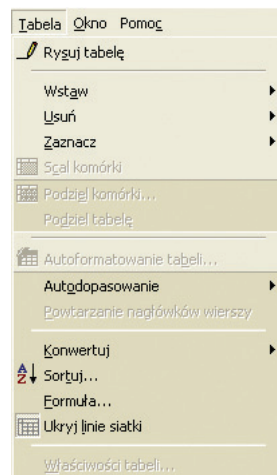 Tabela Okno Pomoc
Rysuj tabelę
Wstaw
Usuń
Zaznacz
Scal komórki
Podziel komórki...
Podziel tabelę
Autoformatowanie tabeli...
Autodopasowanie
Powtarzanie nagłówków wierszy
Konwertuj
Sortuj...
Formuła...
Ukryj linie siatki
Właściwości tabeli...